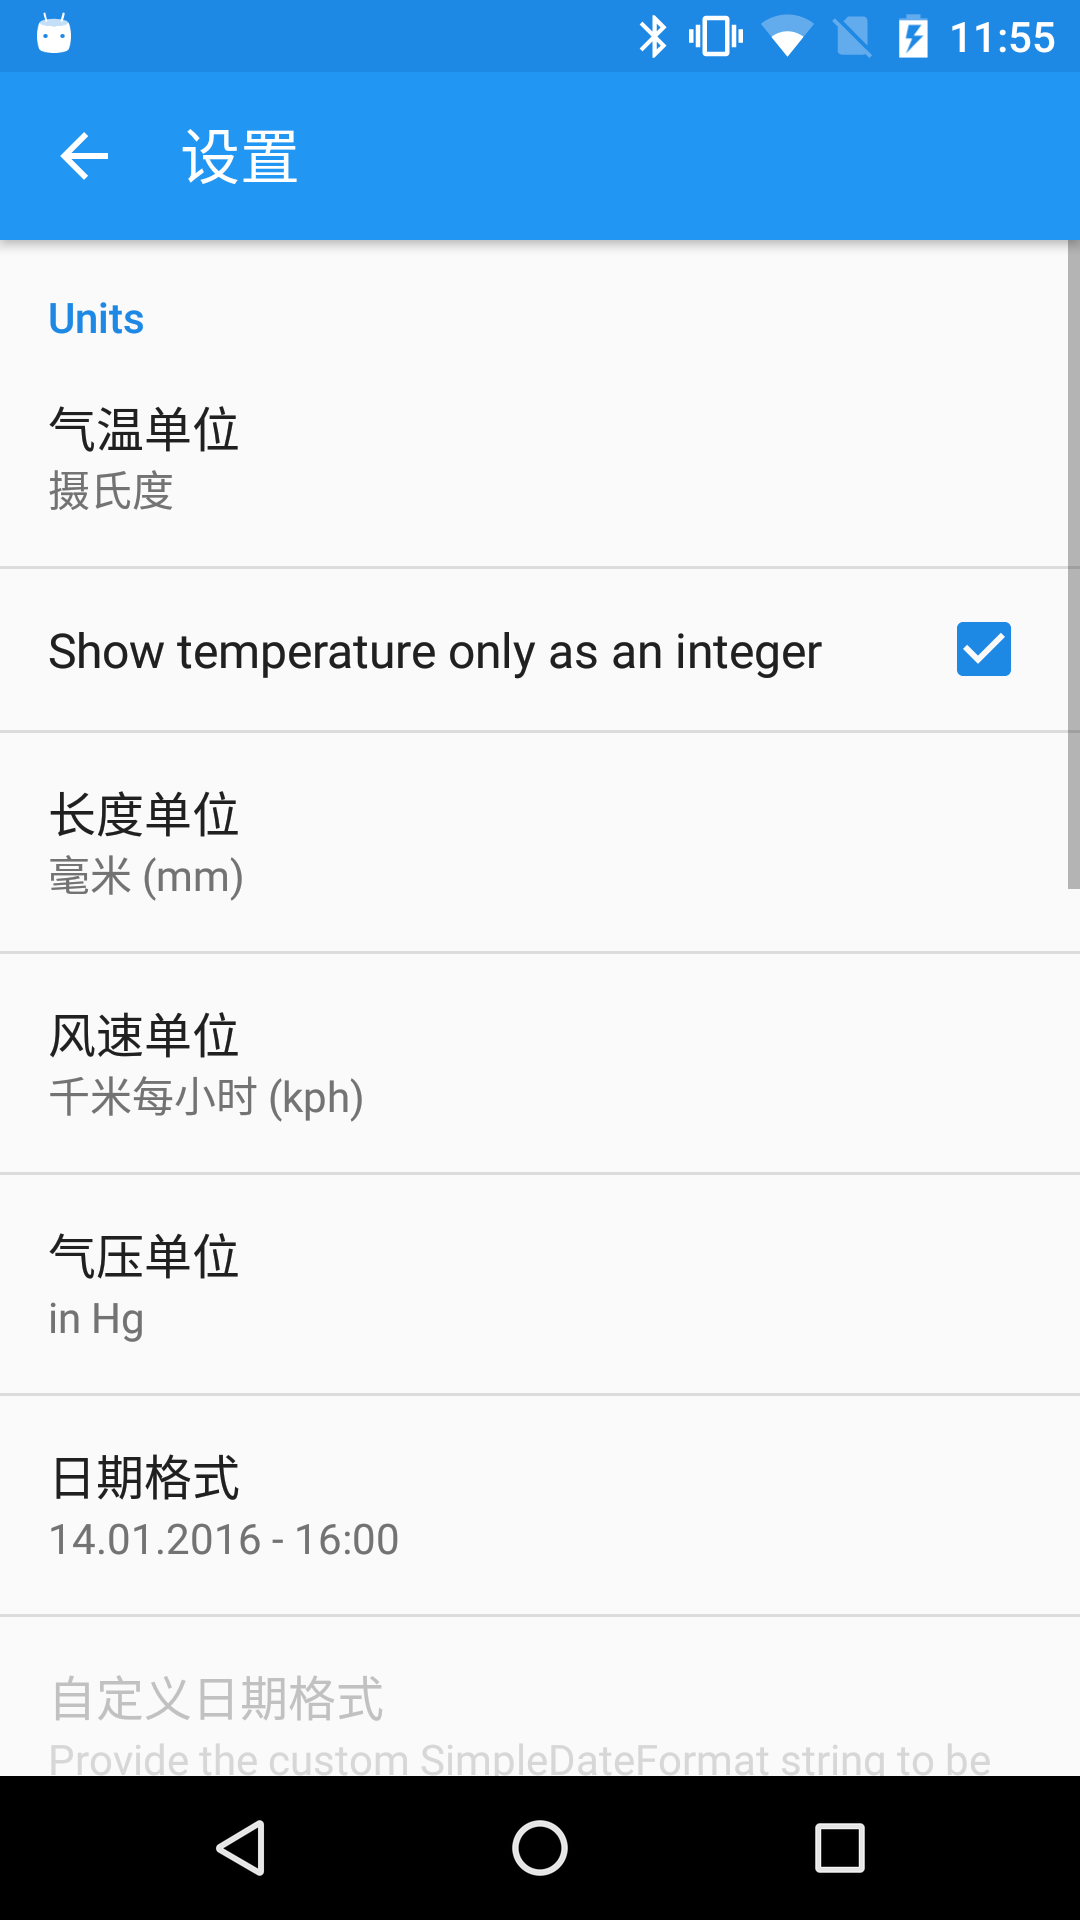 11:55
设置
Units
气温单位
摄氏度
Show temperature only as an integer
长度单位
毫米 (mm)
风速单位
千米每小时 (kph)
气压单位
in Hg
日期格式
14.01.2016 - 16:00
自定义日期格式
Provide the custom SimpleDateFormat string to be